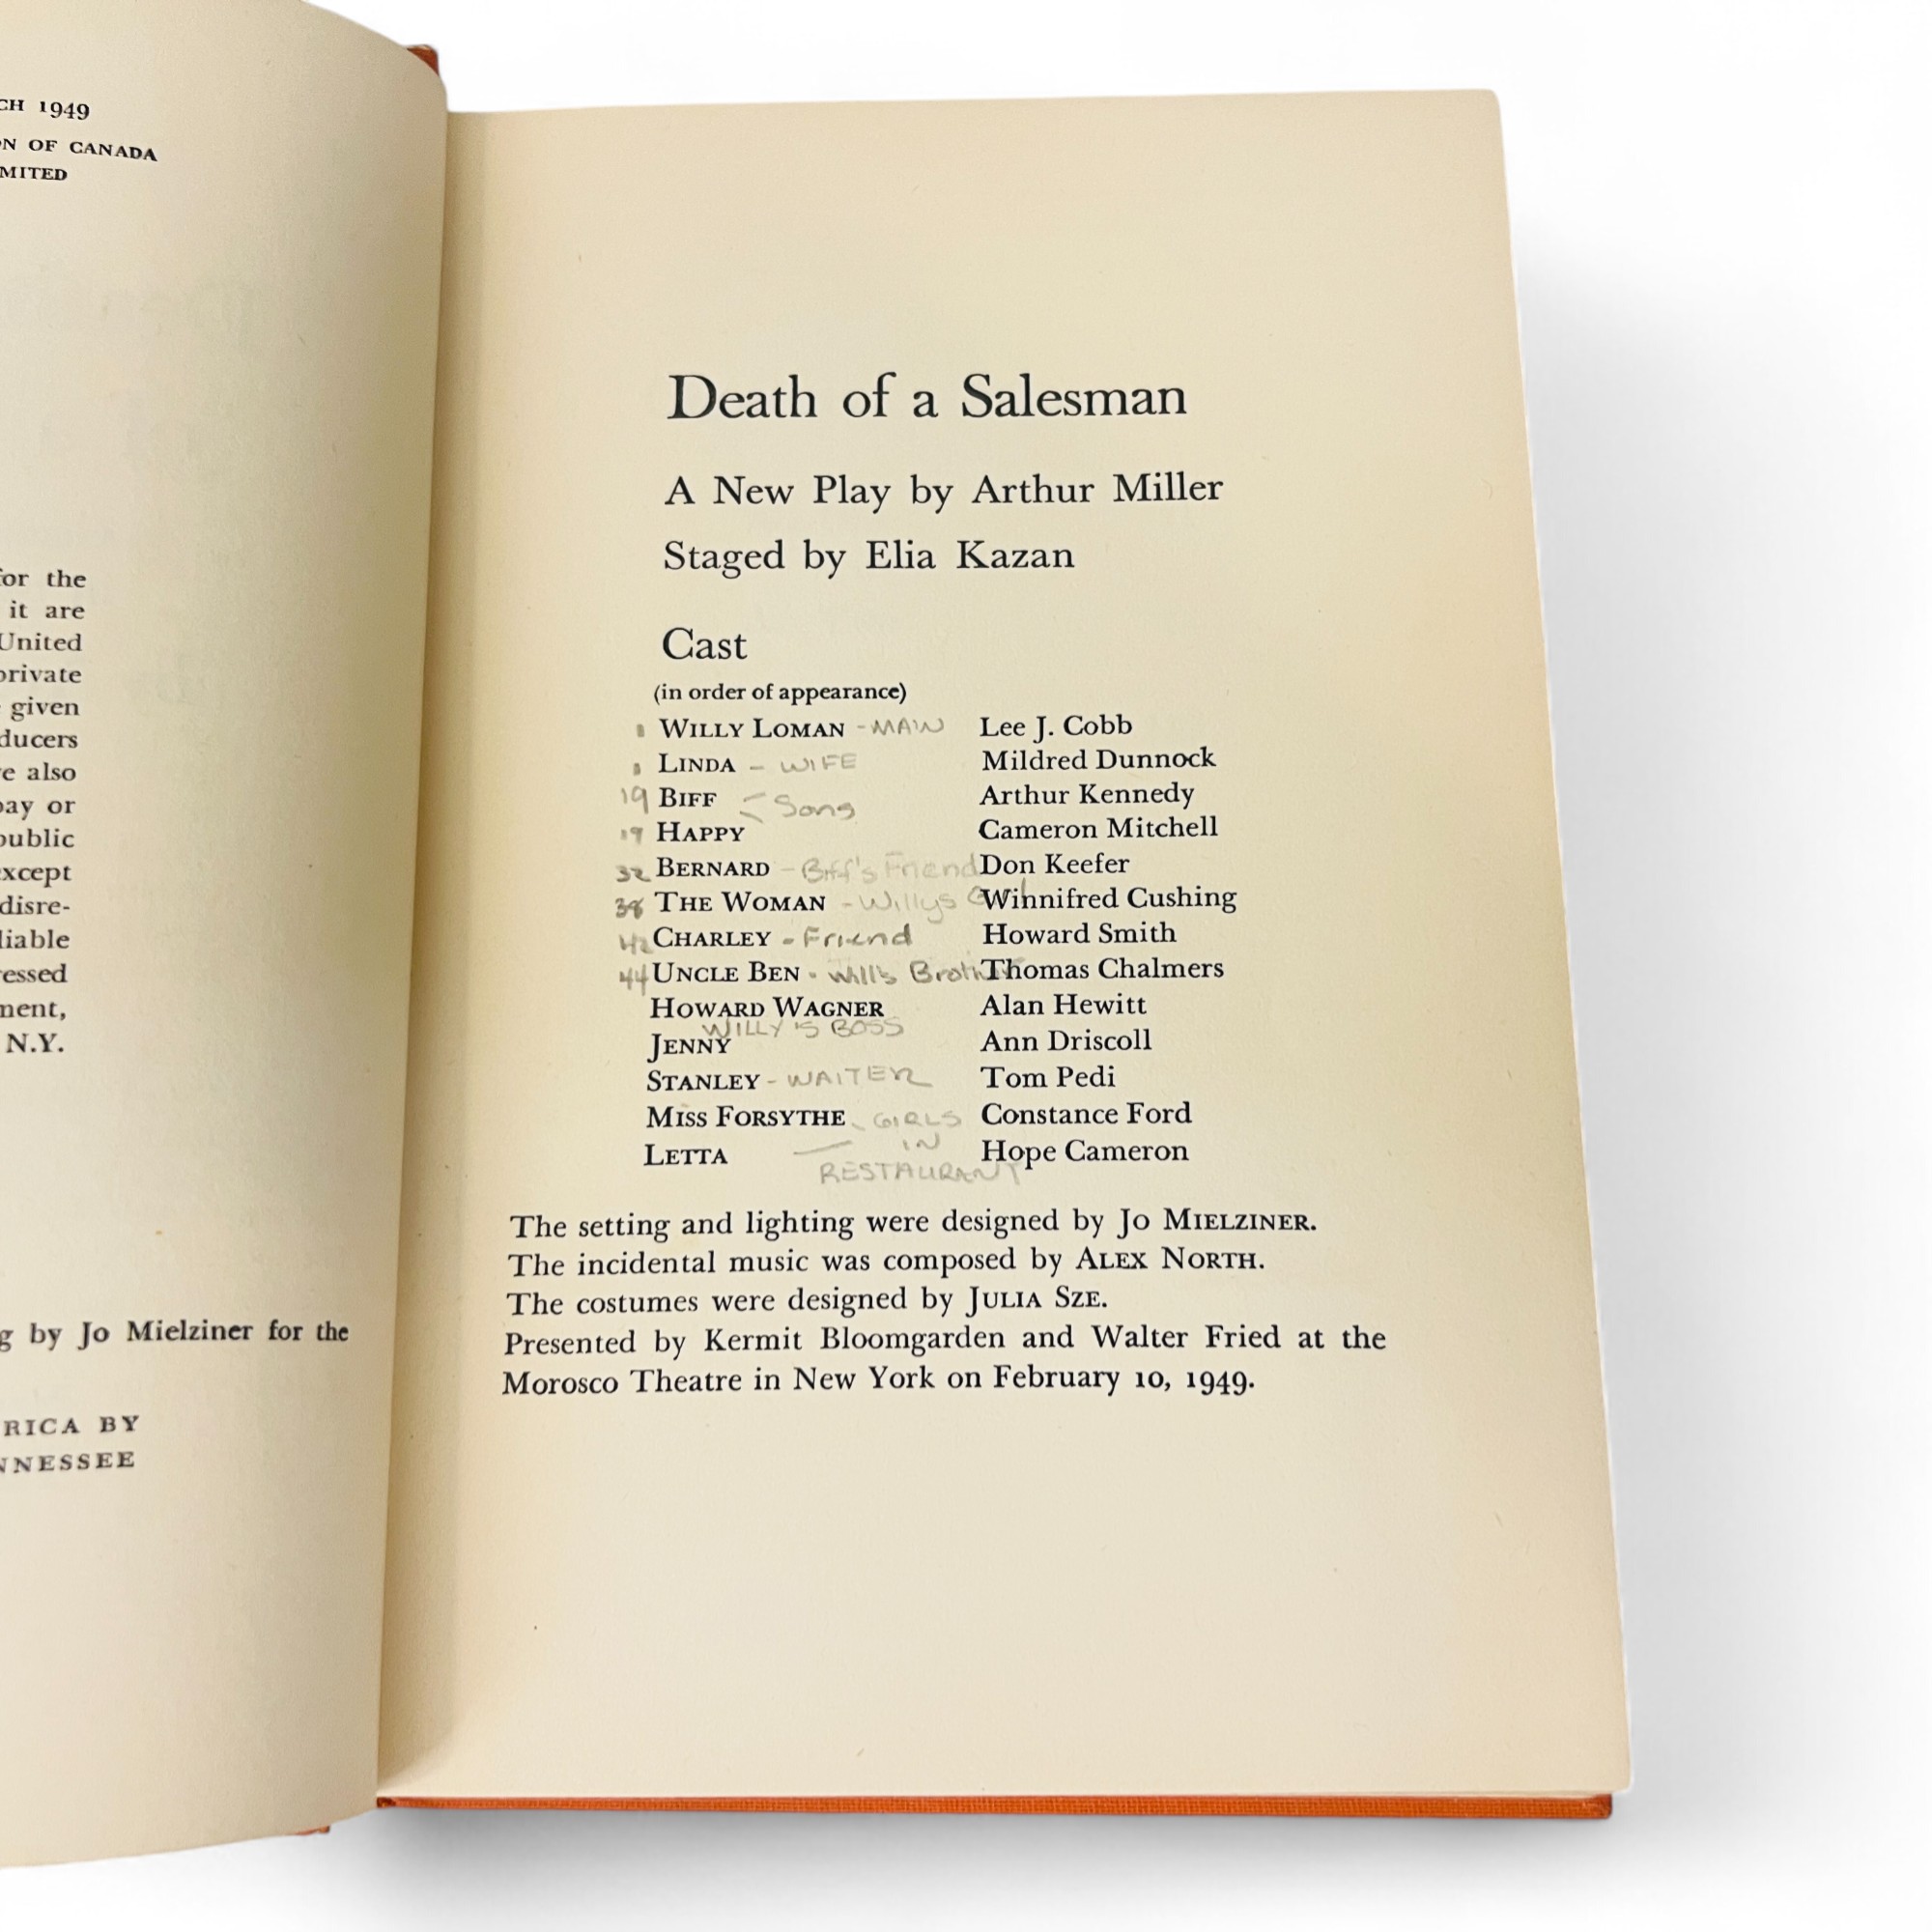 CH 1949
ON OF CANADA
MITED
for the
it are
United
private
given
ducers
re also
pay or
public
except
disre-
liable
essed
ment,
N.Y.
g by Jo Mielziner for the
RICA BY
NNESSEE
Death of a Salesman
A New Play by Arthur Miller
Staged by Elia Kazan
Cast
(in order of appearance)
WILLY LOMAN - MAIN Lee J. Cobb
LINDA - WIFE Mildred Dunnock
19 BIFF Sons Arthur Kennedy
19 HAPPY Cameron Mitchell
32 BERNARD - Biff's Friend Don Keefer
38 THE WOMAN - Willys Winnifred Cushing
42 CHARLEY - Friend Howard Smith
44 UNCLE BEN - Will's Brother Thomas Chalmers
HOWARD WAGNER Alan Hewitt
WILLY'S BOSS
JENNY Ann Driscoll
STANLEY - WAITER Tom Pedi
MISS FORSYTHE GIRLS Constance Ford
IN
LETTA Hope Cameron
RESTAURANT
The setting and lighting were designed by JO MIELZINER.
The incidental music was composed by ALEX NORTH.
The costumes were designed by JULIA SZE.
Presented by Kermit Bloomgarden and Walter Fried at the
Morosco Theatre in New York on February 10, 1949.